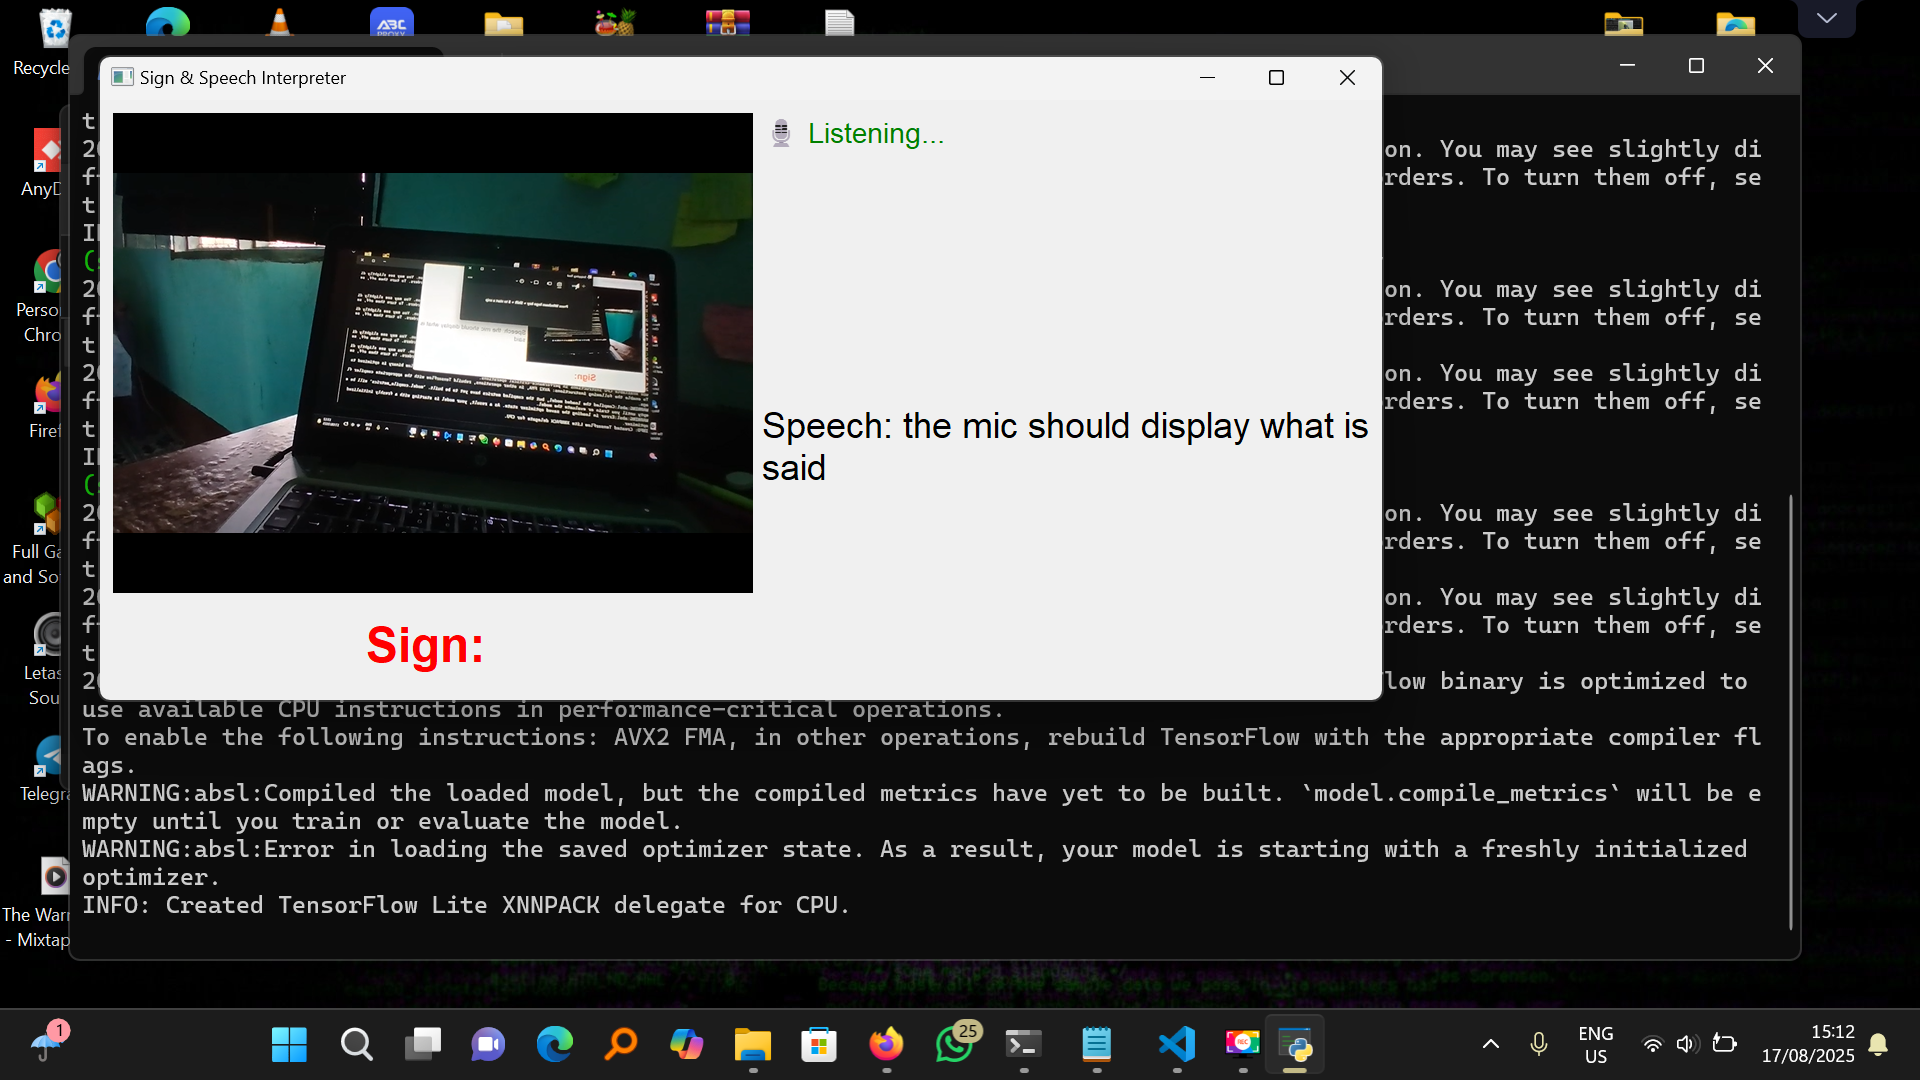 Recycle
Sign & Speech Interpreter
Listening...
Speech: the mic should display what is
said
Sign:
on. You may see slightly di
rders. To turn them off, se
on. You may see slightly di
rders. To turn them off, se
on. You may see slightly di
rders. To turn them off, se
on. You may see slightly di
rders. To turn them off, se
on. You may see slightly di
rders. To turn them off, se
low binary is optimized to
use available CPU instructions in performance-critical operations.
To enable the following instructions: AVX2 FMA, in other operations, rebuild TensorFlow with the appropriate compiler fl
ags.
WARNING:absl:Compiled the loaded model, but the compiled metrics have yet to be built. `model.compile_metrics` will be e
mpty until you train or evaluate the model.
WARNING:absl:Error in loading the saved optimizer state. As a result, your model is starting with a freshly initialized
optimizer.
INFO: Created TensorFlow Lite XNNPACK delegate for CPU.
ABC
PROXY
AnyD
Perso
Chro
Firef
Full Ga
and So
Letas
Sou
Telegra
The Warr
- Mixtap
1
25
ENG
US
15:12
17/08/2025